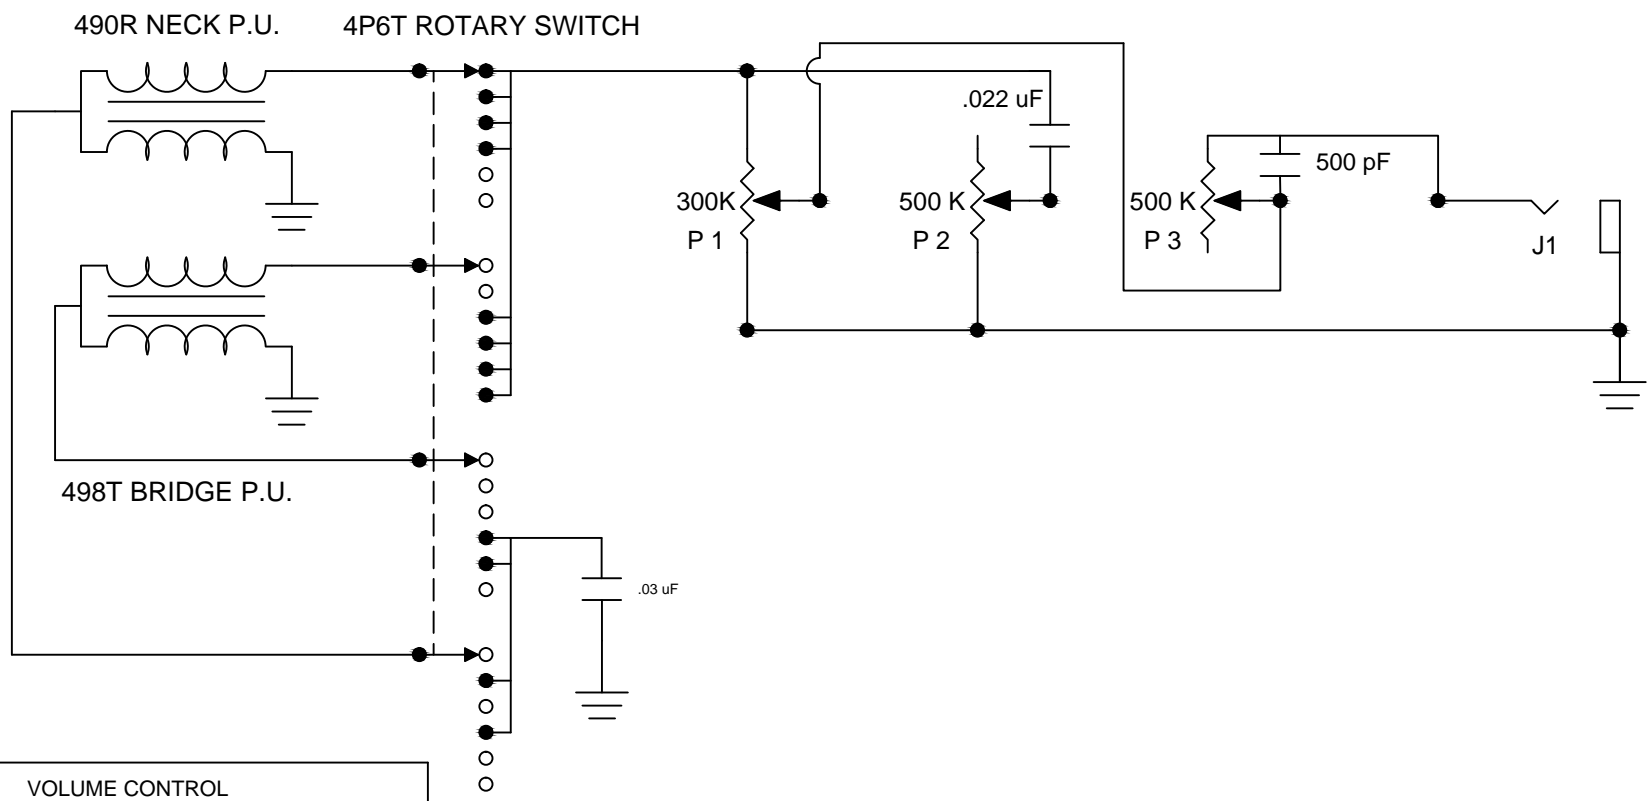 490R NECK P.U.
4P6T ROTARY SWITCH
.022 uF
500 pF
300K
P 1
500 K
P 2
500 K
P 3
J1
498T BRIDGE P.U.
.03 uF
VOLUME CONTROL